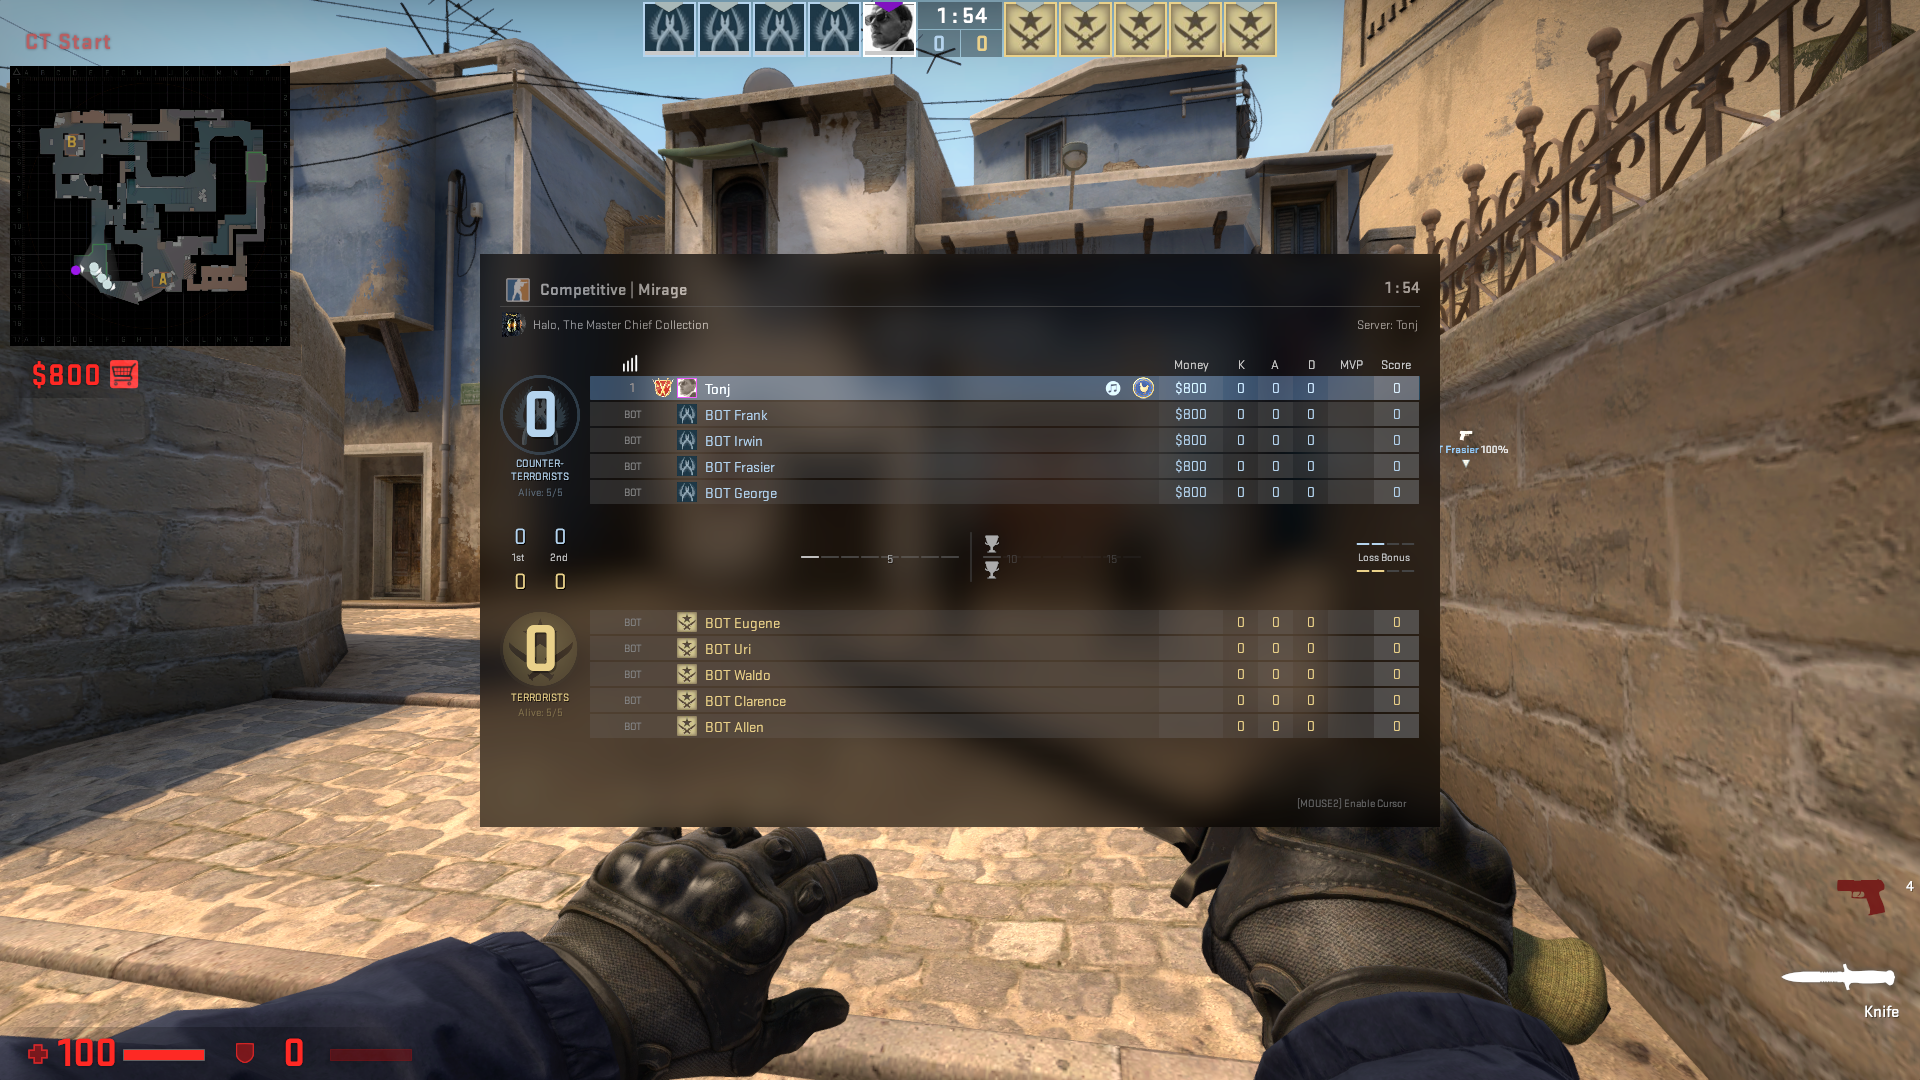 CT Start
1:54
0 0
B
A
$800
Competitive | Mirage
1:54
Halo, The Master Chief Collection
Server: Tonj
Money K A D MVP Score
1 Tonj $800 0 0 0 0
BOT BOT Frank $800 0 0 0 0
BOT BOT Irwin $800 0 0 0 0
BOT BOT Frasier $800 0 0 0 0
BOT BOT George $800 0 0 0 0
0
COUNTER-
TERRORISTS
Alive: 5/5
T Frasier 100%
0 0
1st 2nd
0 0
5 10 15
Loss Bonus
BOT BOT Eugene 0 0 0 0
BOT BOT Uri 0 0 0 0
BOT BOT Waldo 0 0 0 0
BOT BOT Clarence 0 0 0 0
BOT BOT Allen 0 0 0 0
0
TERRORISTS
Alive: 5/5
[MOUSE2] Enable Cursor
4
Knife
100 0